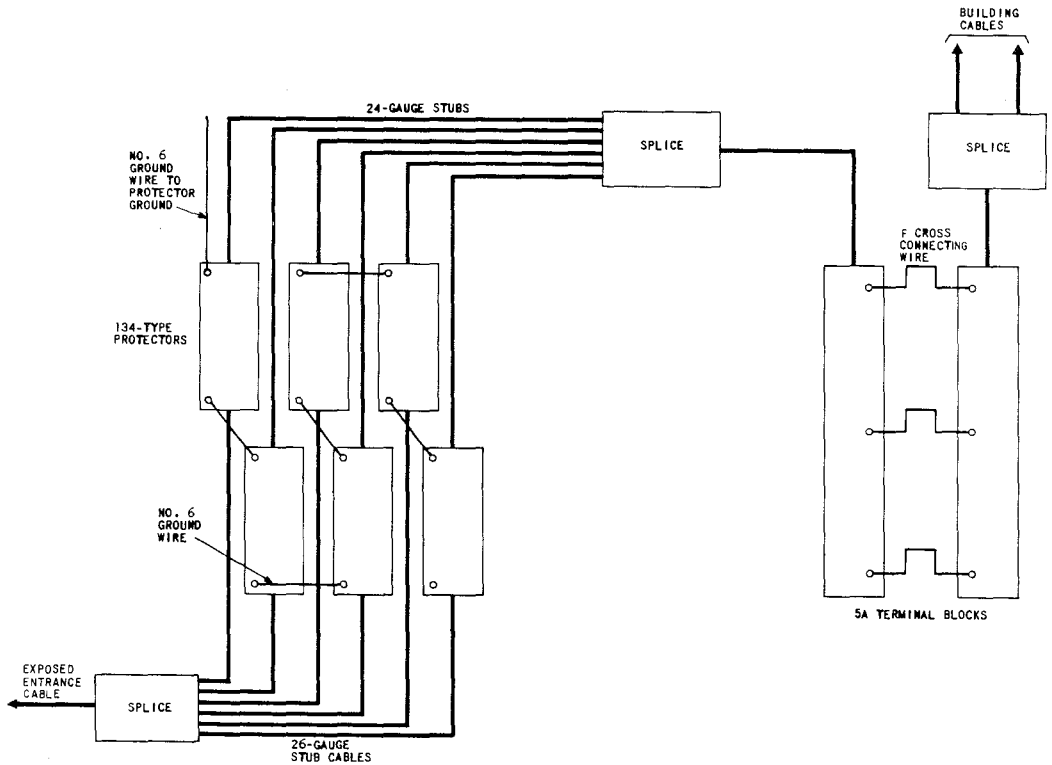 BUILDING
CABLES
24-GAUGE STUBS
SPLICE
SPLICE
NO. 6
GROUND
WIRE TO
PROTECTOR
GROUND
F CROSS
CONNECTING
WIRE
134-TYPE
PROTECTORS
NO. 6
GROUND
WIRE
5A TERMINAL BLOCKS
EXPOSED
ENTRANCE
CABLE
SPLICE
26-GAUGE
STUB CABLES